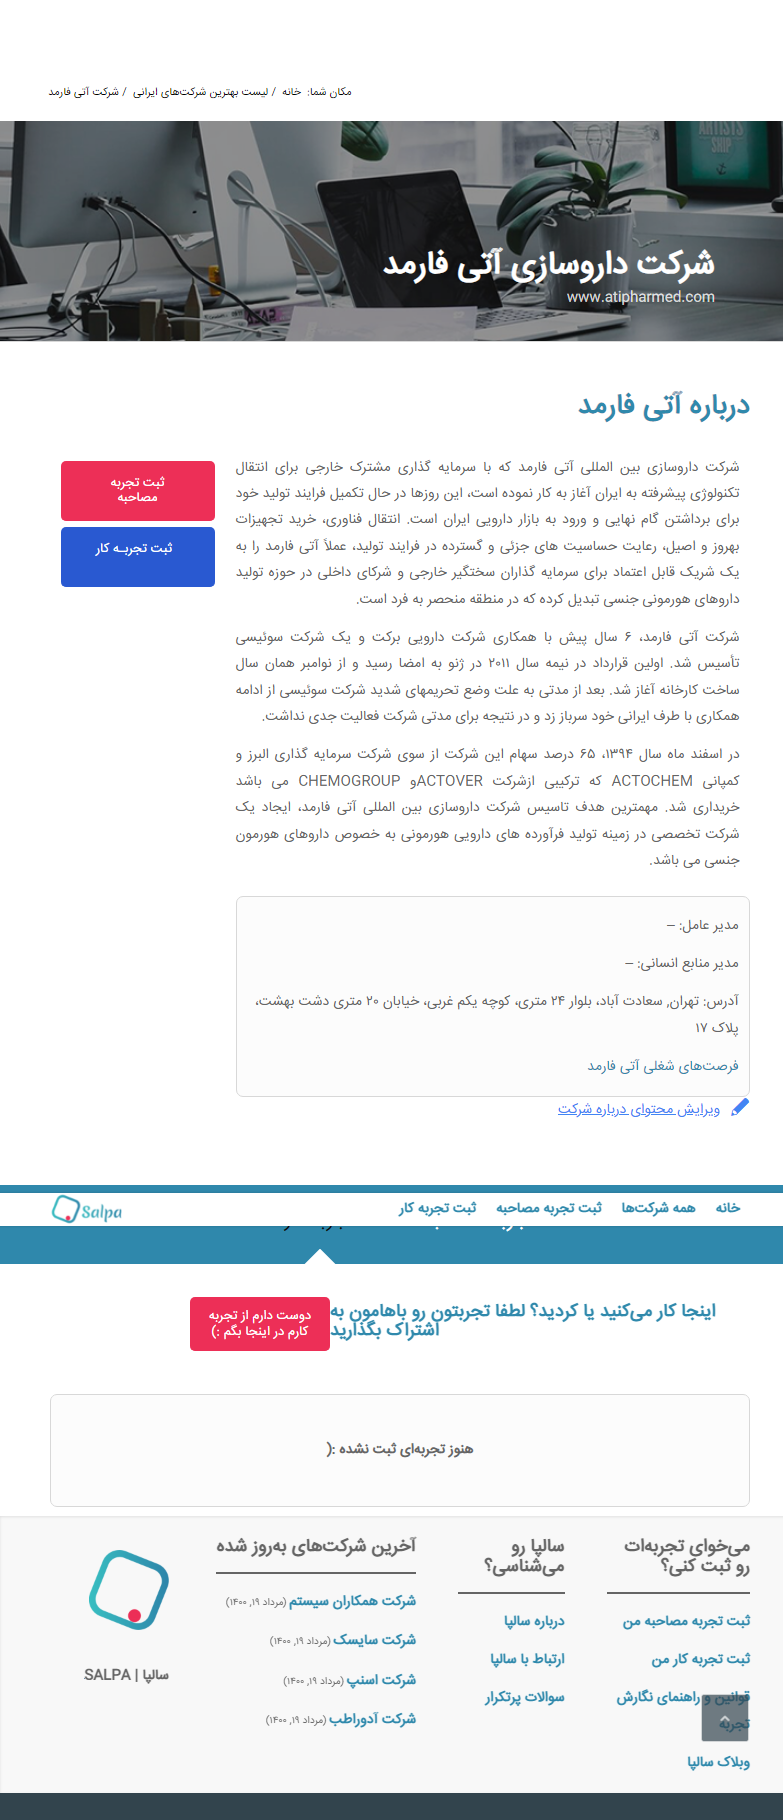 مکان شما: خانه / لیست بهترین شرکت‌های ایرانی / شرکت آتی فارمد
ARTISTS
SHIP
شرکت داروسازی آتی فارمد
www.atipharmed.com
درباره آتی فارمد
شرکت داروسازی بین المللی آتی فارمد که با سرمایه گذاری مشترک خارجی برای انتقال
تکنولوژی پیشرفته به ایران آغاز به کار نموده است، این روزها در حال تکمیل فرایند تولید خود
برای برداشتن گام نهایی و ورود به بازار دارویی ایران است. انتقال فناوری، خرید تجهیزات
بهروز و اصیل، رعایت حساسیت های جزئی و گسترده در فرایند تولید، عملاً آتی فارمد را به
یک شریک قابل اعتماد برای سرمایه گذاران سختگیر خارجی و شرکای داخلی در حوزه تولید
داروهای هورمونی جنسی تبدیل کرده که در منطقه منحصر به فرد است.
شرکت آتی فارمد، ۶ سال پیش با همکاری شرکت دارویی برکت و یک شرکت سوئیسی
تأسیس شد. اولین قرارداد در نیمه سال ۲۰۱۱ در ژنو به امضا رسید و از نوامبر همان سال
ساخت کارخانه آغاز شد. بعد از مدتی به علت وضع تحریمهای شدید شرکت سوئیسی از ادامه
همکاری با طرف ایرانی خود سرباز زد و در نتیجه برای مدتی شرکت فعالیت جدی نداشت.
در اسفند ماه سال ۱۳۹۴، ۶۵ درصد سهام این شرکت از سوی شرکت سرمایه گذاری البرز و
کمپانی ACTOCHEM که ترکیبی ازشرکت ACTOVERو CHEMOGROUP می باشد
خریداری شد. مهمترین هدف تاسیس شرکت داروسازی بین المللی آتی فارمد، ایجاد یک
شرکت تخصصی در زمینه تولید فرآورده های دارویی هورمونی به خصوص داروهای هورمون
جنسی می باشد.
ثبت تجربه
مصاحبه
ثبت تجربـه کار
مدیر عامل: –
مدیر منابع انسانی: –
آدرس: تهران, سعادت آباد، بلوار ۲۴ متری، کوچه یکم غربی، خیابان ۲۰ متری دشت بهشت،
پلاک ۱۷
فرصت‌های شغلی آتی فارمد
ویرایش محتوای درباره شرکت
خانه همه شرکت‌ها ثبت تجربه مصاحبه ثبت تجربه کار
Salpa
اینجا کار می‌کنید یا کردید؟ لطفا تجربتون رو باهامون به
اشتراک بگذارید
دوست دارم از تجربه
کارم در اینجا بگم :)
هنوز تجربه‌ای ثبت نشده :(
می‌خوای تجربه‌ات
رو ثبت کنی؟
ثبت تجربه مصاحبه من
ثبت تجربه کار من
قوانین و راهنمای نگارش
تجربه
وبلاک سالپا
سالپا رو
می‌شناسی؟
درباره سالپا
ارتباط با سالپا
سوالات پرتکرار
آخرین شرکت‌های به‌روز شده
شرکت همکاران سیستم (مرداد ۱۹, ۱۴۰۰)
شرکت سایسک (مرداد ۱۹, ۱۴۰۰)
شرکت اسنپ (مرداد ۱۹, ۱۴۰۰)
شرکت آدوراطب (مرداد ۱۹, ۱۴۰۰)
سالپا | SALPA